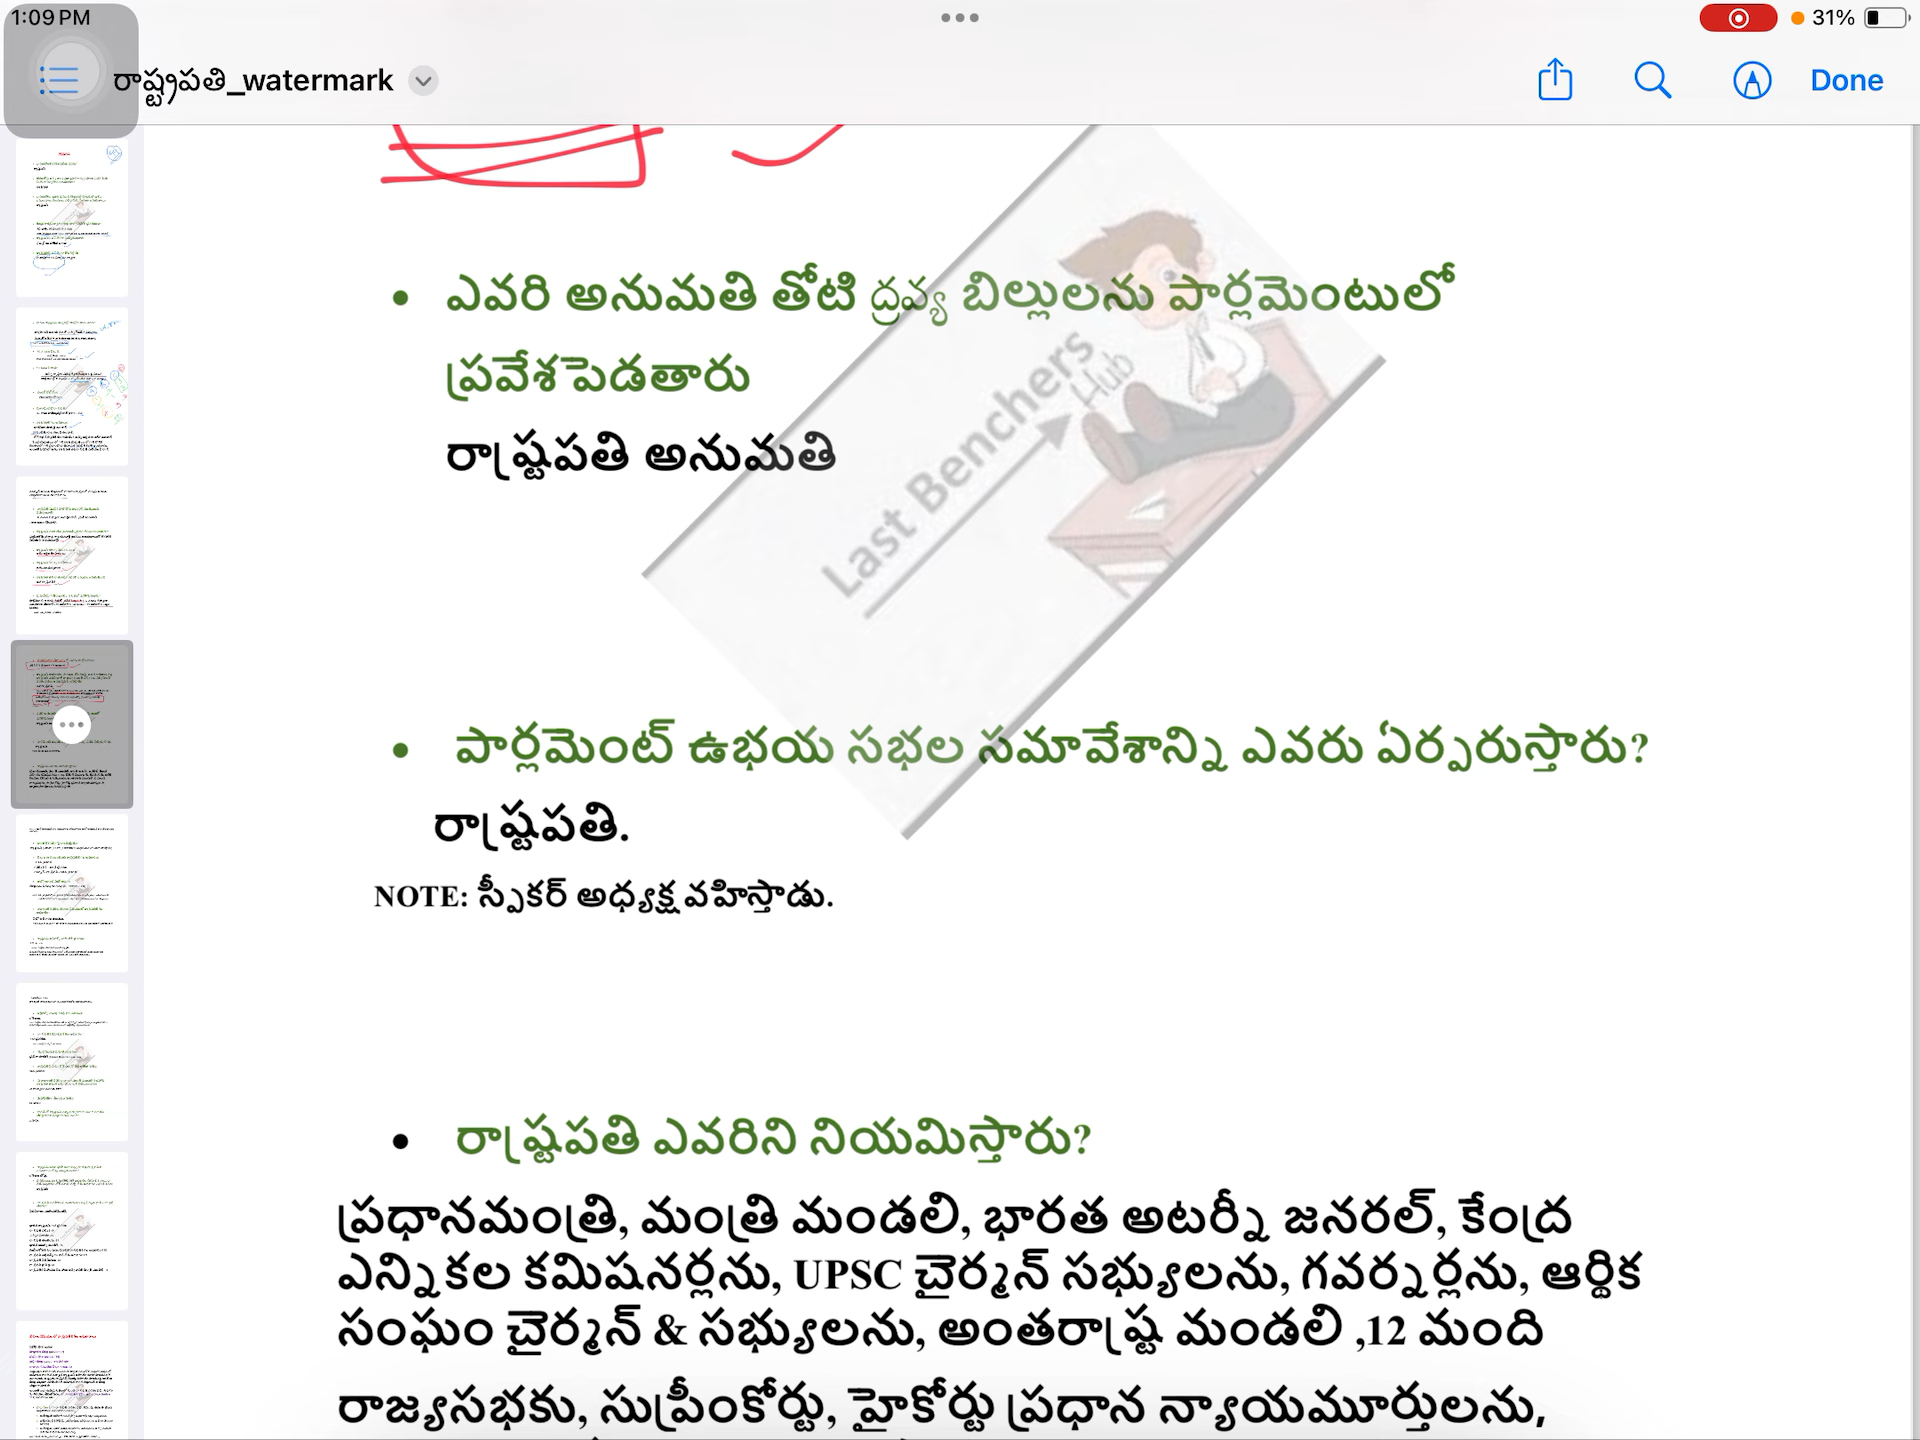 1:09 PM
31%
రాష్ట్రపతి_watermark
Done
• ఎవరి అనుమతి తోటి ద్రవ్య బిల్లులను పార్లమెంటులో
ప్రవేశపెడతారు
రాష్ట్రపతి అనుమతి
Last Benchers
Hub
• పార్లమెంట్ ఉభయ సభల సమావేశాన్ని ఎవరు ఏర్పరుస్తారు?
రాష్ట్రపతి.
NOTE: స్పీకర్ అధ్యక్ష వహిస్తాడు.
• రాష్ట్రపతి ఎవరిని నియమిస్తారు?
ప్రధానమంత్రి, మంత్రి మండలి, భారత అటర్నీ జనరల్, కేంద్ర
ఎన్నికల కమిషనర్లను, UPSC చైర్మన్ సభ్యులను, గవర్నర్లను, ఆర్థిక
సంఘం చైర్మన్ & సభ్యులను, అంతరాష్ట్ర మండలి ,12 మంది
రాజ్యసభకు, సుప్రీంకోర్టు, హైకోర్టు ప్రధాన న్యాయమూర్తులను,